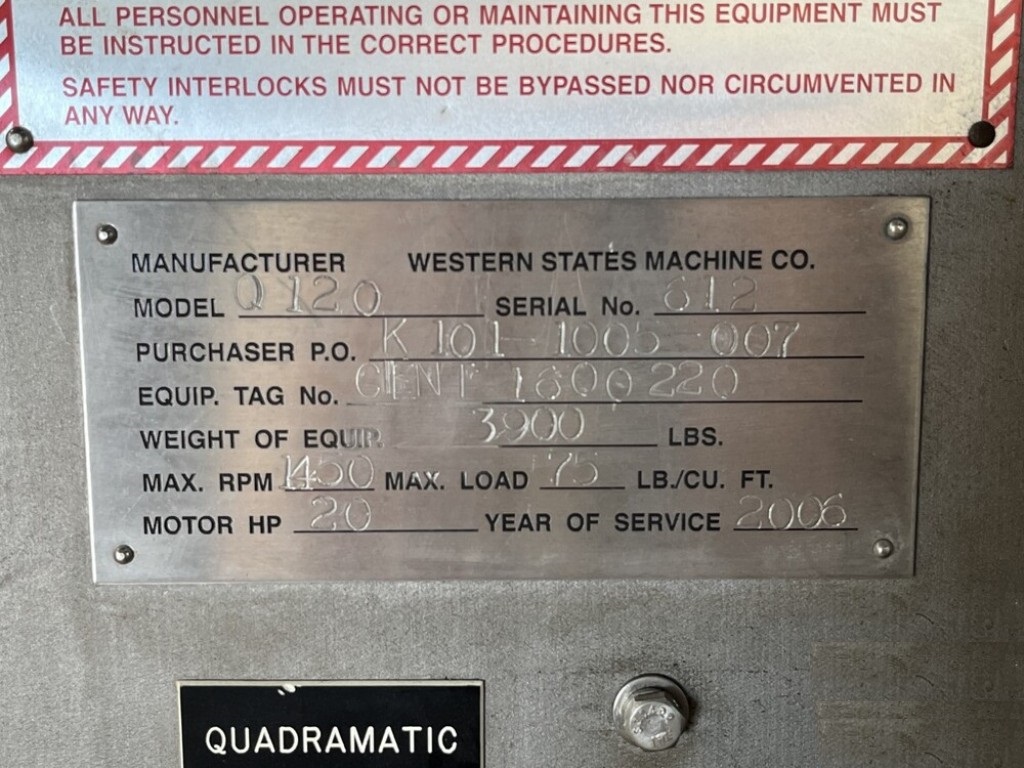 ALL PERSONNEL OPERATING OR MAINTAINING THIS EQUIPMENT MUST
BE INSTRUCTED IN THE CORRECT PROCEDURES.
SAFETY INTERLOCKS MUST NOT BE BYPASSED NOR CIRCUMVENTED IN
ANY WAY.
MANUFACTURER WESTERN STATES MACHINE CO.
MODEL Q 120 SERIAL No. 612
PURCHASER P.O. K 101-1005-007
EQUIP. TAG No. CENT 1600220
WEIGHT OF EQUIP. 3900 LBS.
MAX. RPM 1450 MAX. LOAD 75 LB./CU. FT.
MOTOR HP 20 YEAR OF SERVICE 2006
QUADRAMATIC